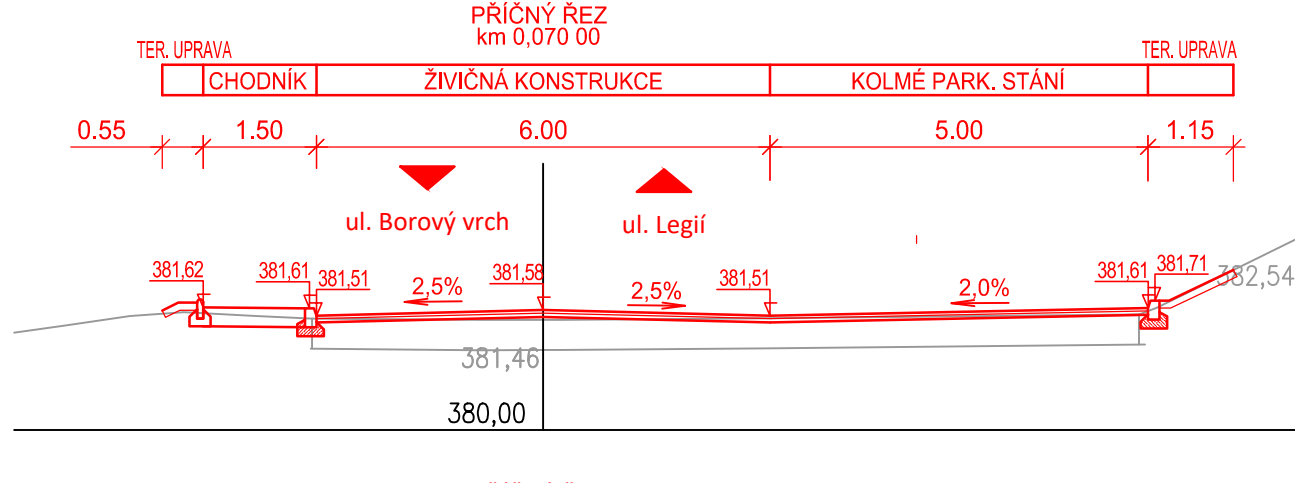 PŘÍČNÝ ŘEZ
km 0,070 00
TER. UPRAVA
TER. UPRAVA
CHODNÍK
ŽIVIČNÁ KONSTRUKCE
KOLMÉ PARK. STÁNÍ
0.55
1.50
6.00
5.00
1.15
ul. Borový vrch
ul. Legií
381,62
381,61
381,51
2,5%
381,58
2,5%
381,51
2,0%
381,61
381,71
382,54
381,46
380,00